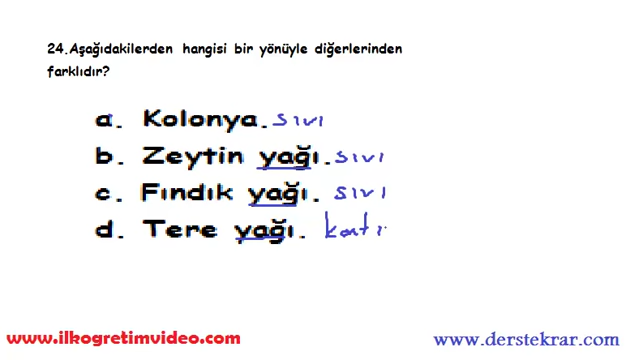 24.Aşağıdakilerden hangisi bir yönüyle diğerlerinden
farklıdır?
a. Kolonya. sıvı
b. Zeytin yağı. sıvı
c. Fındık yağı. sıvı
d. Tere yağı. katı
www.ilkogretimvideo.com www.derstekrar.com